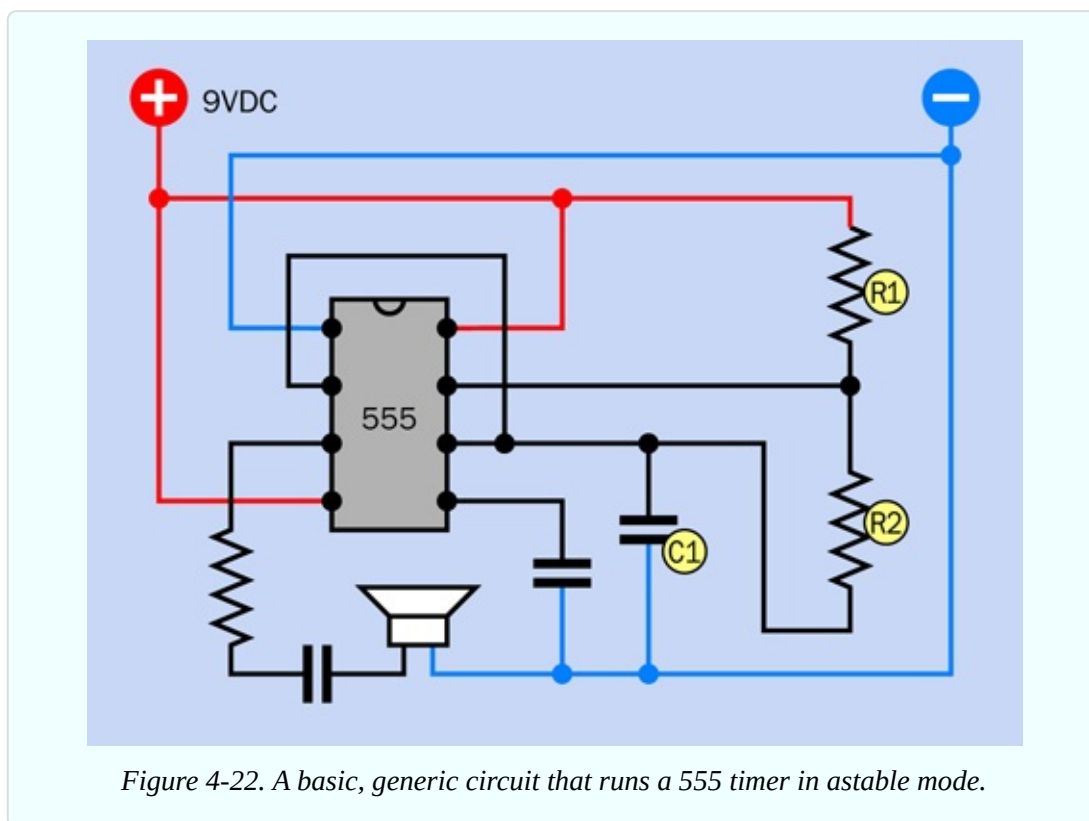 9VDC
R1
555
R2
C1
Figure 4-22. A basic, generic circuit that runs a 555 timer in astable mode.